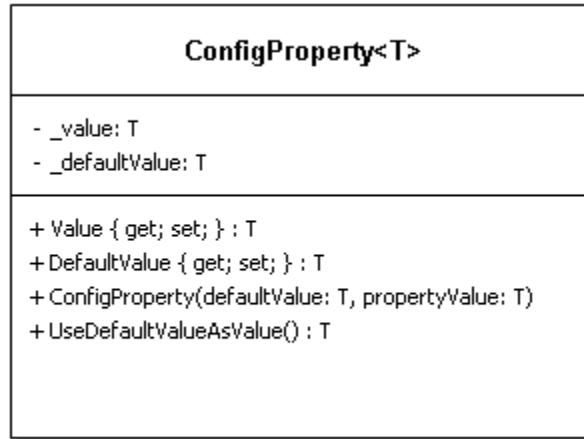 ConfigProperty<T>
- _value: T
- _defaultValue: T
+ Value { get; set; } : T
+ DefaultValue { get; set; } : T
+ ConfigProperty(defaultValue: T, propertyValue: T)
+ UseDefaultValueAsValue() : T